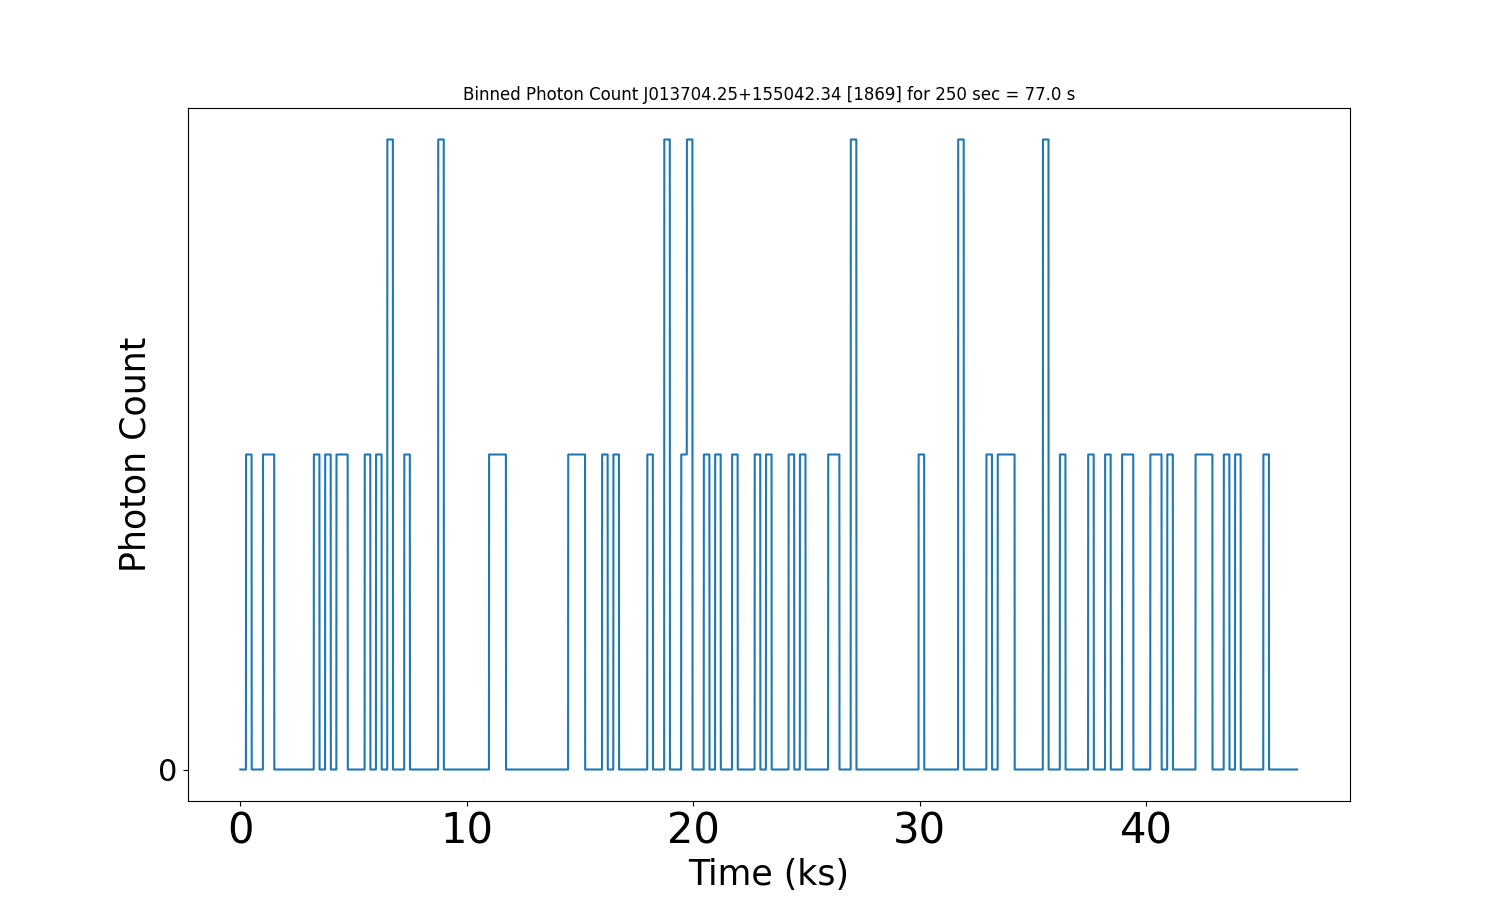 Binned Photon Count J013704.25+155042.34 [1869] for 250 sec = 77.0 s
Photon Count
0
0 10 20 30 40
Time (ks)